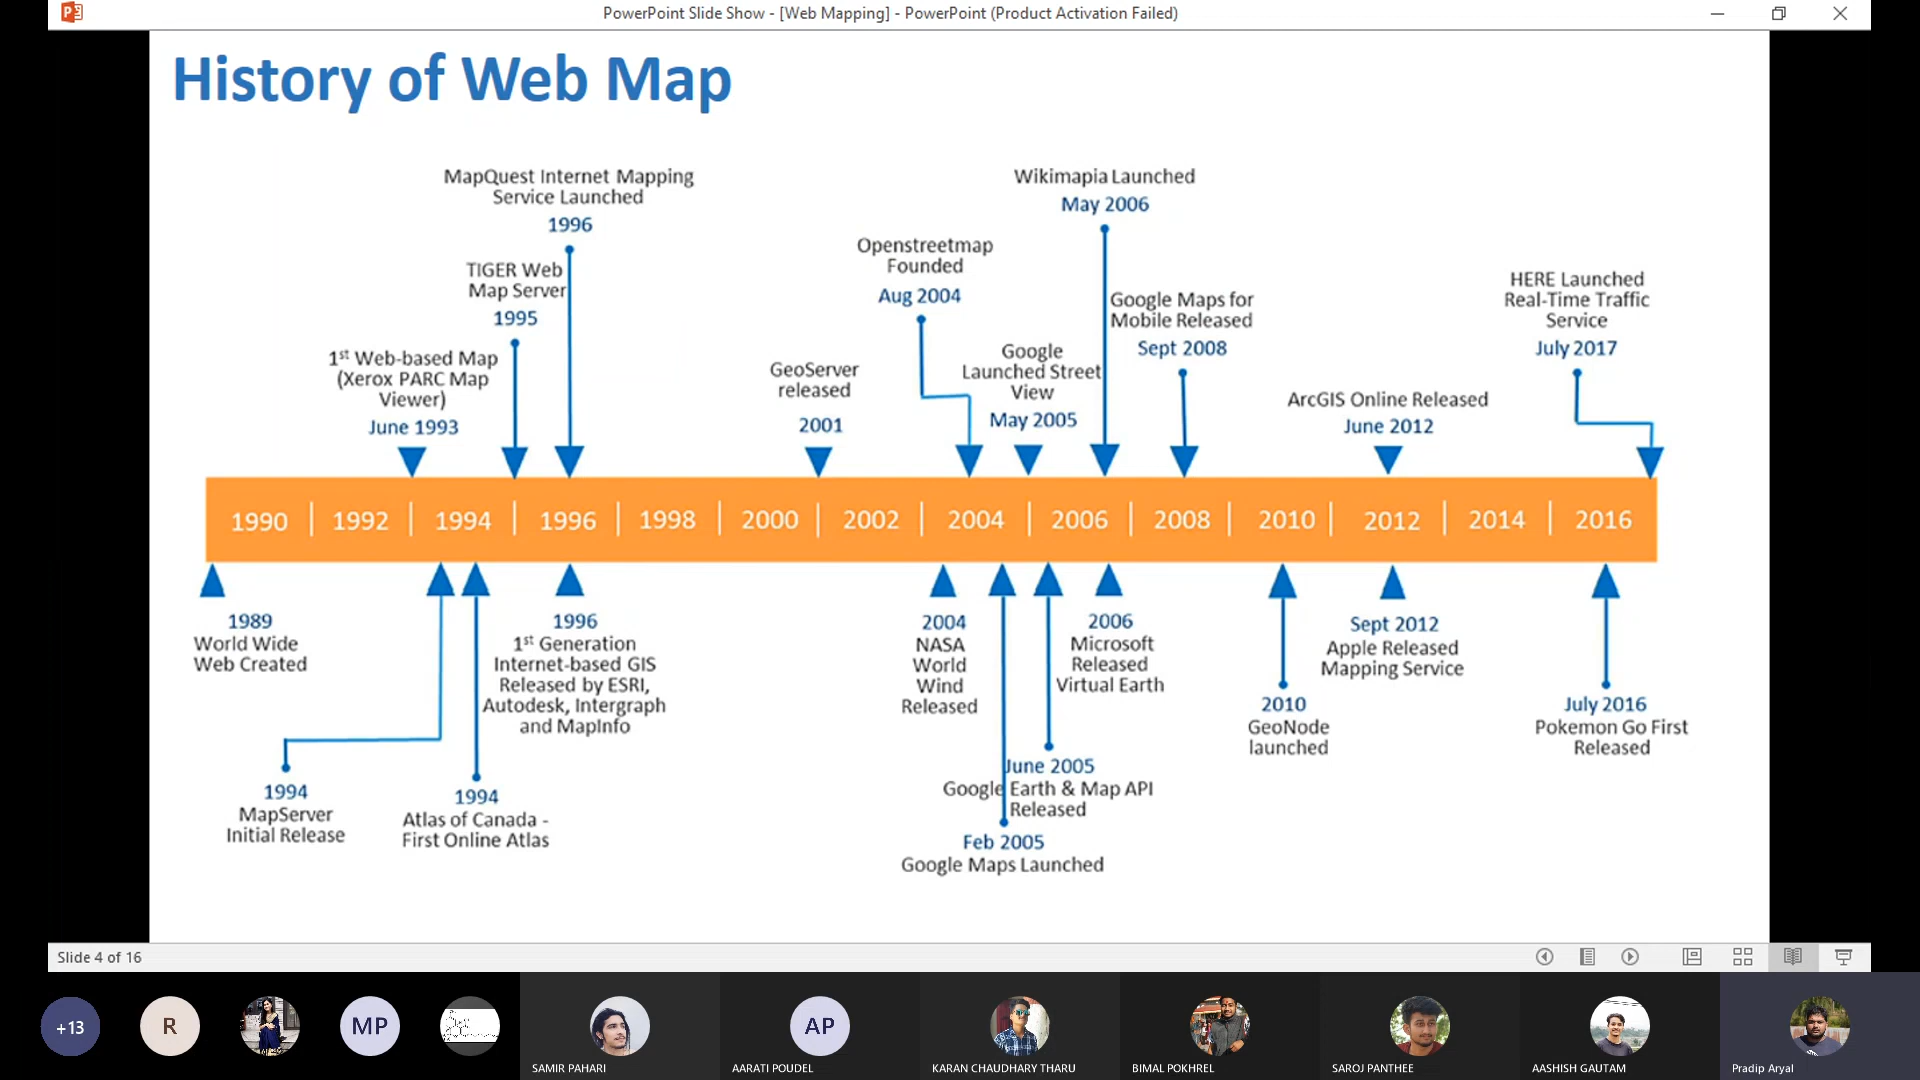 PowerPoint Slide Show - [Web Mapping] - PowerPoint (Product Activation Failed)
History of Web Map
MapQuest Internet Mapping
Service Launched
1996
TIGER Web
Map Server
1995
1st Web-based Map
(Xerox PARC Map
Viewer)
June 1993
GeoServer
released
2001
Openstreetmap
Founded
Aug 2004
Google
Launched Street
View
May 2005
Wikimapia Launched
May 2006
Google Maps for
Mobile Released
Sept 2008
ArcGIS Online Released
June 2012
HERE Launched
Real-Time Traffic
Service
July 2017
1990 | 1992 | 1994 | 1996 | 1998 | 2000 | 2002 | 2004 | 2006 | 2008 | 2010 | 2012 | 2014 | 2016
1989
World Wide
Web Created
1994
MapServer
Initial Release
1994
Atlas of Canada -
First Online Atlas
1996
1st Generation
Internet-based GIS
Released by ESRI,
Autodesk, Intergraph
and MapInfo
2004
NASA
World
Wind
Released
Feb 2005
Google Maps Launched
June 2005
Google Earth & Map API
Released
2006
Microsoft
Released
Virtual Earth
2010
GeoNode
launched
Sept 2012
Apple Released
Mapping Service
July 2016
Pokemon Go First
Released
Slide 4 of 16
+13
R
MP
AP
SAMIR PAHARI
AARATI POUDEL
KARAN CHAUDHARY THARU
BIMAL POKHREL
SAROJ PANTHEE
AASHISH GAUTAM
Pradip Aryal